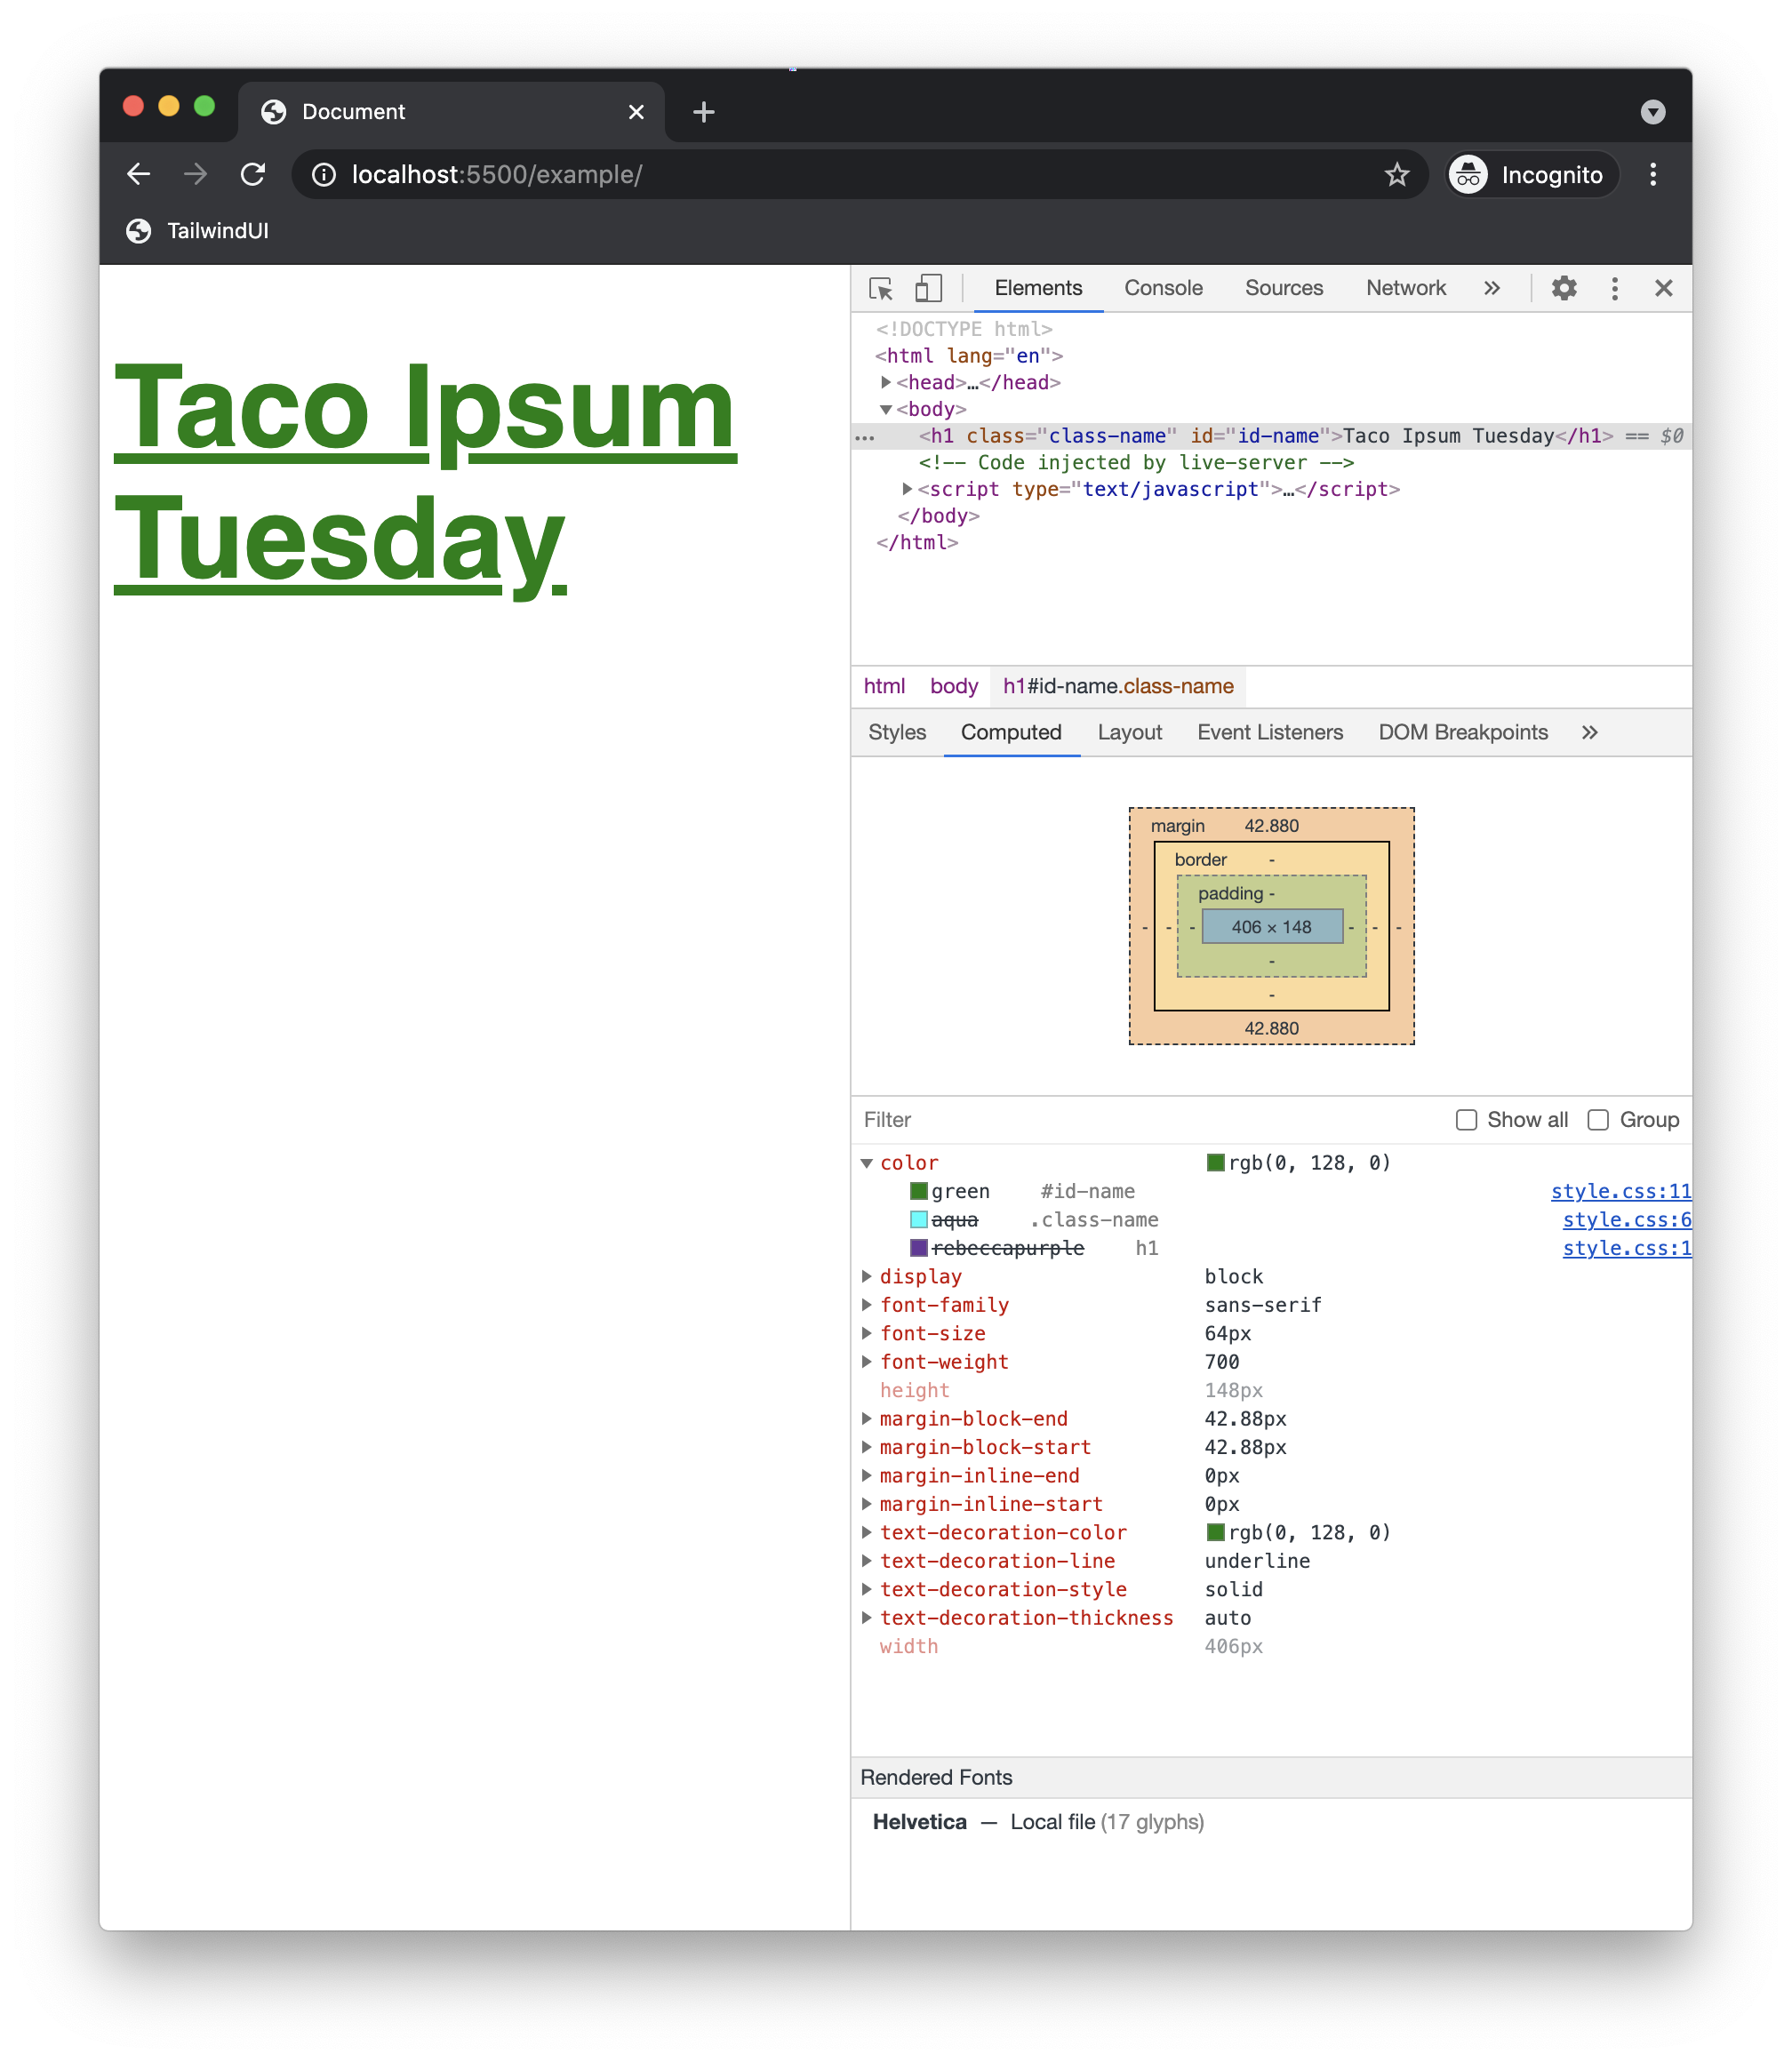 Document
localhost:5500/example/
Incognito
TailwindUI
Taco Ipsum
Tuesday
Elements Console Sources Network »
<!DOCTYPE html>
<html lang="en">
<head>…</head>
<body>
… <h1 class="class-name" id="id-name">Taco Ipsum Tuesday</h1> == $0
<!-- Code injected by live-server -->
<script type="text/javascript">…</script>
</body>
</html>
html body h1#id-name.class-name
Styles Computed Layout Event Listeners DOM Breakpoints »
margin 42.880
border -
padding -
- - - 406 × 148 - - -
-
-
42.880
Filter Show all Group
color rgb(0, 128, 0)
green #id-name style.css:11
aqua .class-name style.css:6
rebeccapurple h1 style.css:1
display block
font-family sans-serif
font-size 64px
font-weight 700
height 148px
margin-block-end 42.88px
margin-block-start 42.88px
margin-inline-end 0px
margin-inline-start 0px
text-decoration-color rgb(0, 128, 0)
text-decoration-line underline
text-decoration-style solid
text-decoration-thickness auto
width 406px
Rendered Fonts
Helvetica — Local file (17 glyphs)